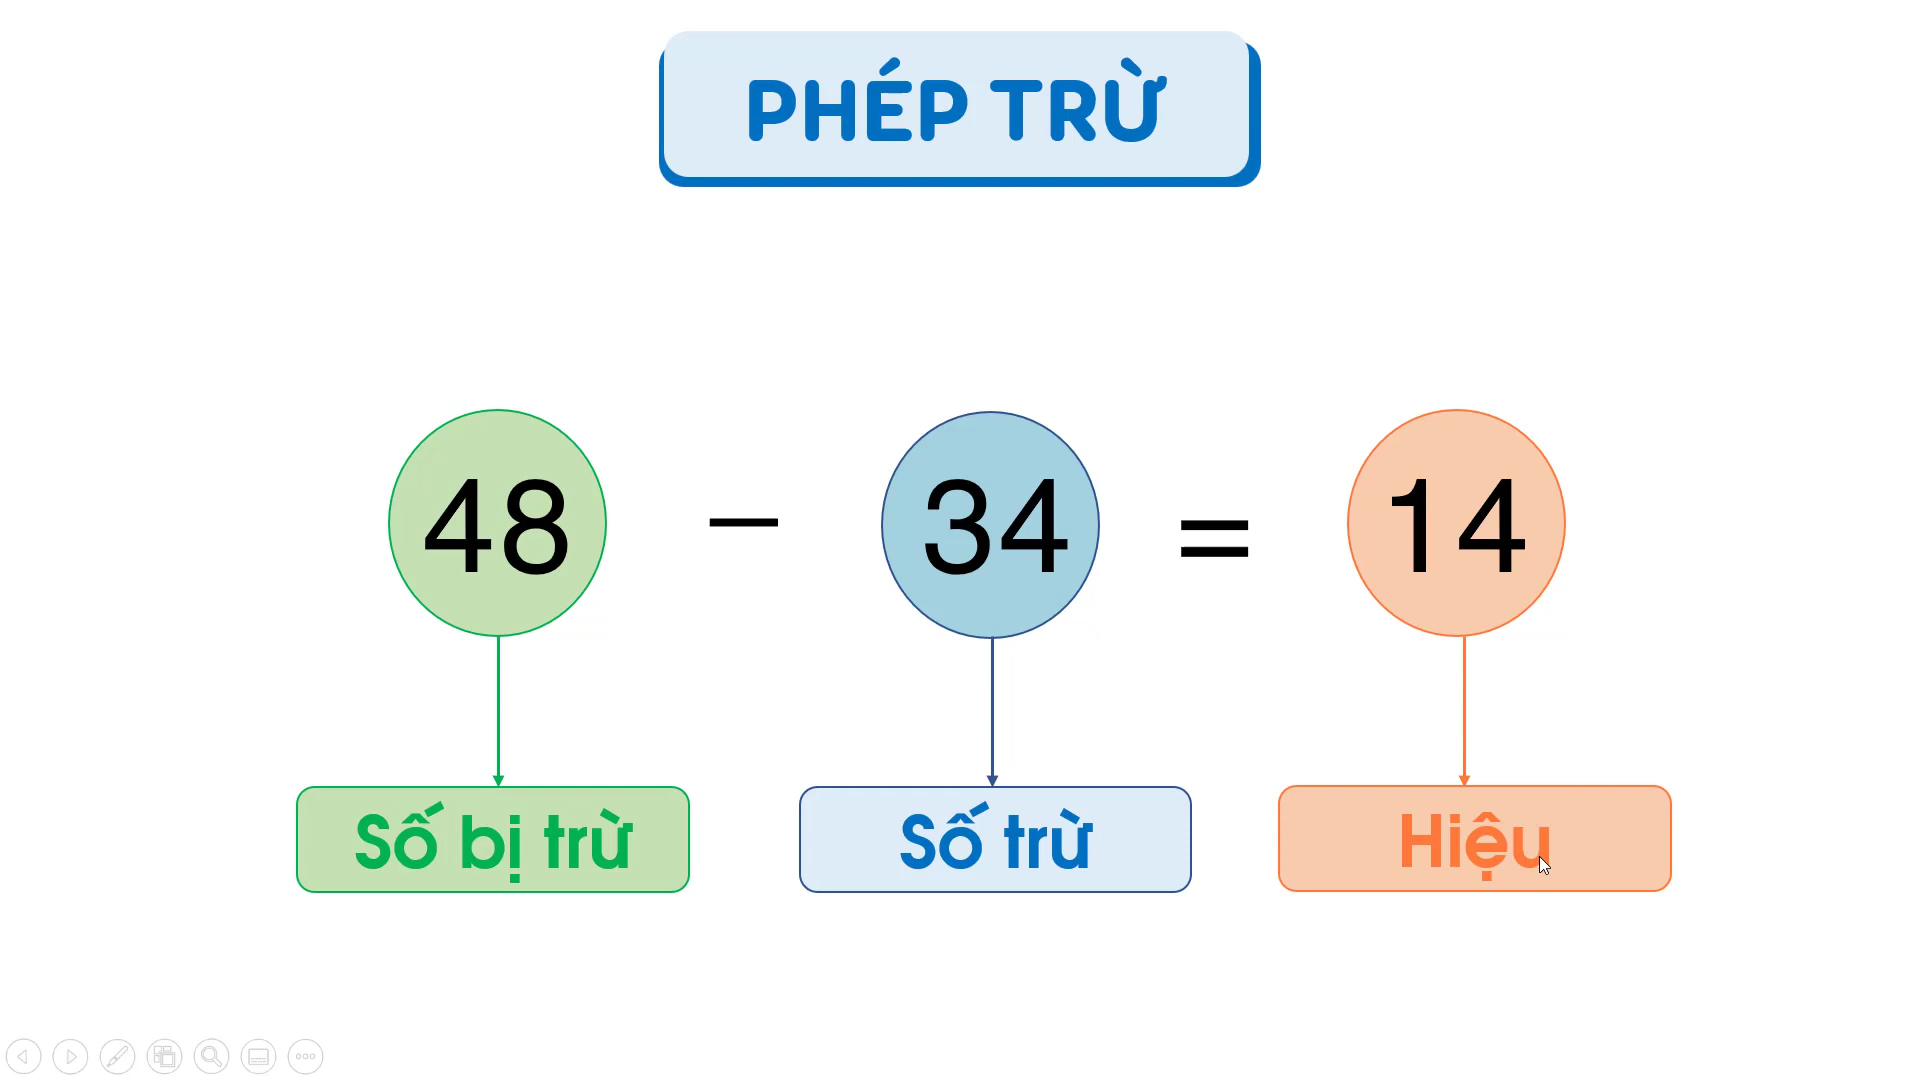 PHÉP TRỪ
48 – 34 = 14
Số bị trừ Số trừ Hiệu